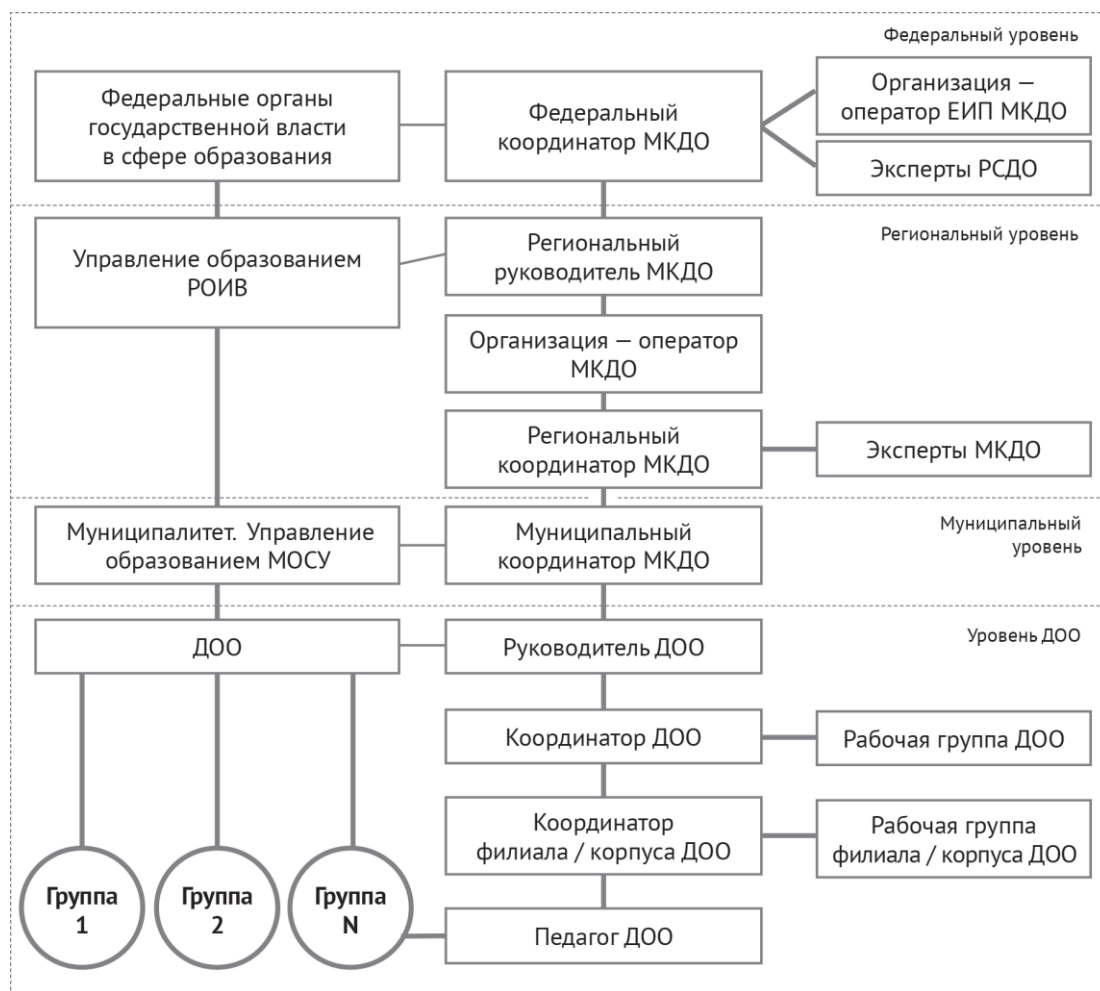 Федеральный уровень
Федеральные органы
государственной власти
в сфере образования
Федеральный
координатор МКДО
Организация —
оператор ЕИП МКДО
Эксперты РСДО
Региональный уровень
Управление образованием
РОИВ
Региональный
руководитель МКДО
Организация — оператор
МКДО
Региональный
координатор МКДО
Эксперты МКДО
Муниципальный
уровень
Муниципалитет. Управление
образованием МОСУ
Муниципальный
координатор МКДО
Уровень ДОО
ДОО
Руководитель ДОО
Координатор ДОО
Рабочая группа ДОО
Координатор
филиала / корпуса ДОО
Рабочая группа
филиала / корпуса ДОО
Группа
1
Группа
2
Группа
N
Педагог ДОО